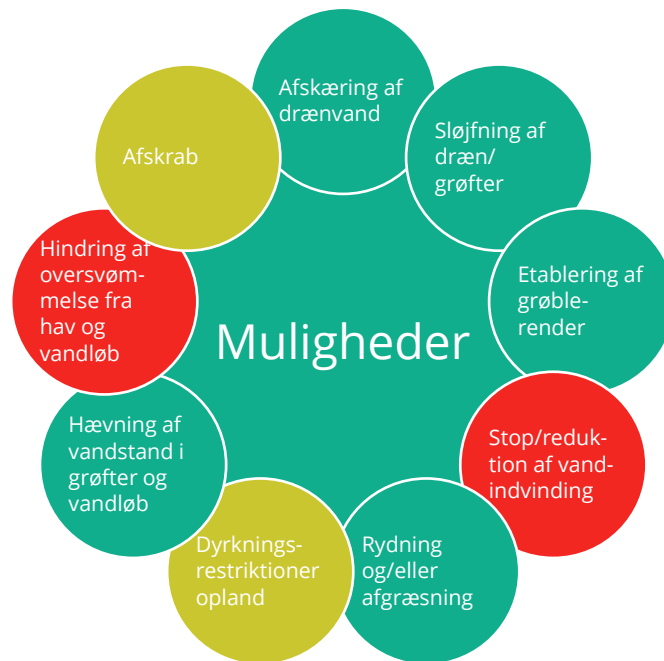 Afskæring af
drænvand
Sløjfning af
dræn/
grøfter
Etablering af
grøble-
render
Stop/reduk-
tion af vand-
indvinding
Rydning
og/eller
afgræsning
Dyrknings-
restriktioner
opland
Hævning af
vandstand i
grøfter og
vandløb
Hindring af
oversvøm-
melse fra
hav og
vandløb
Afskrab
Muligheder